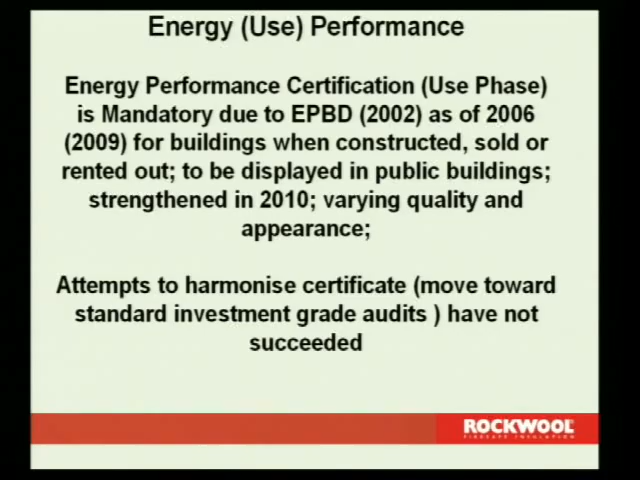 Energy (Use) Performance
Energy Performance Certification (Use Phase)
is Mandatory due to EPBD (2002) as of 2006
(2009) for buildings when constructed, sold or
rented out; to be displayed in public buildings;
strengthened in 2010; varying quality and
appearance;
Attempts to harmonise certificate (move toward
standard investment grade audits ) have not
succeeded
ROCKWOOL
FIRESAFE INSULATION